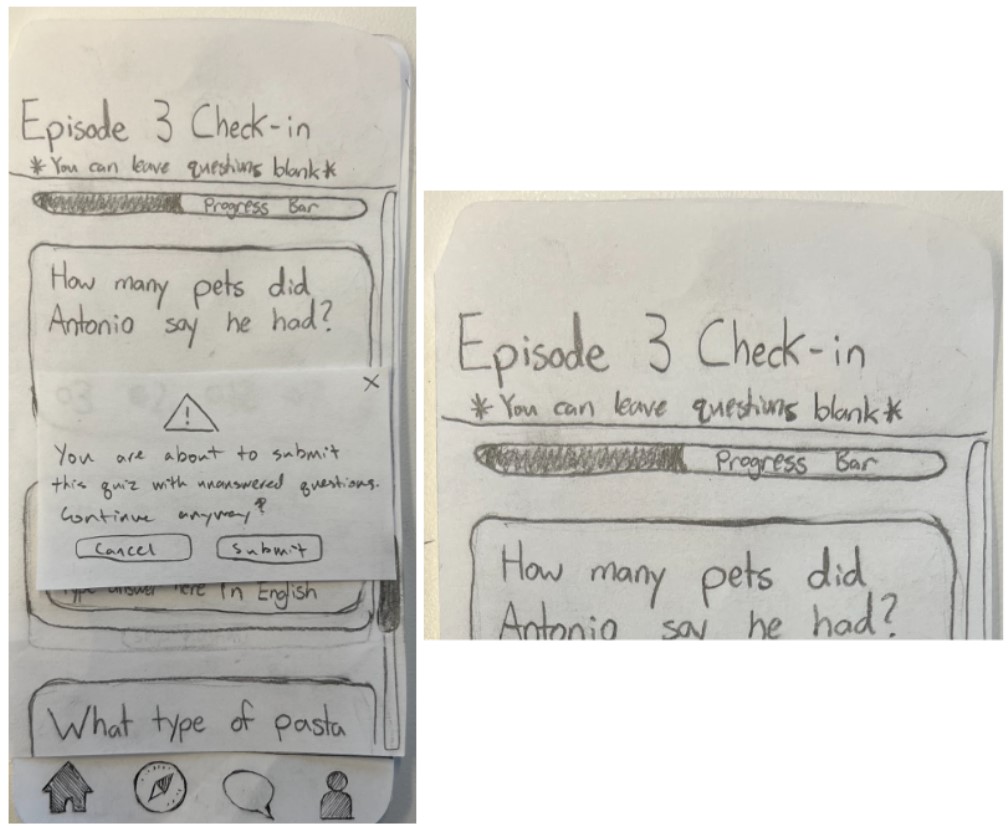 Episode 3 Check-in
*You can leave questions blank*
Progress Bar
How many pets did
Antonio say he had?
X
!
You are about to submit
this quiz with unanswered questions.
Continue anyway?
Cancel
Submit
Type answer here in English
What type of pasta
Episode 3 Check-in
*You can leave questions blank*
Progress Bar
How many pets did
Antonio say he had?